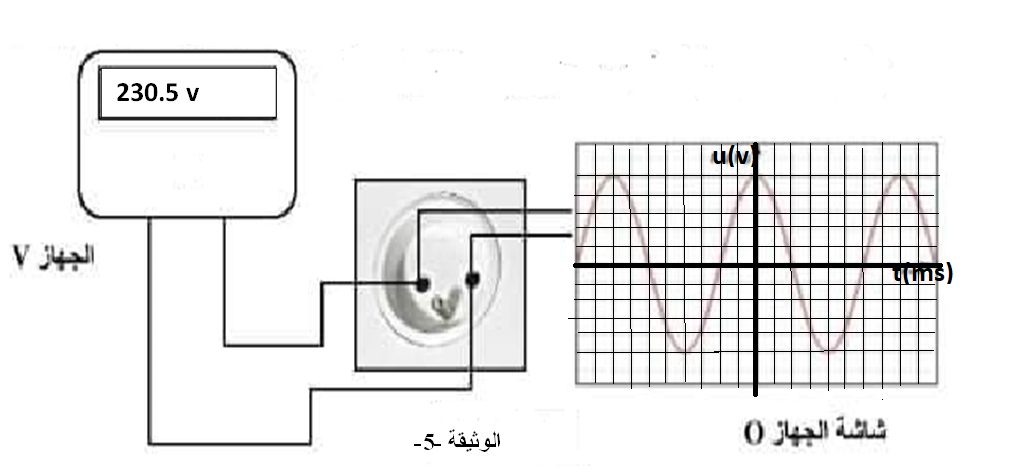 230.5 v
الجهاز V
u(v)
t(ms)
الوثيقة -5-
شاشة الجهاز O